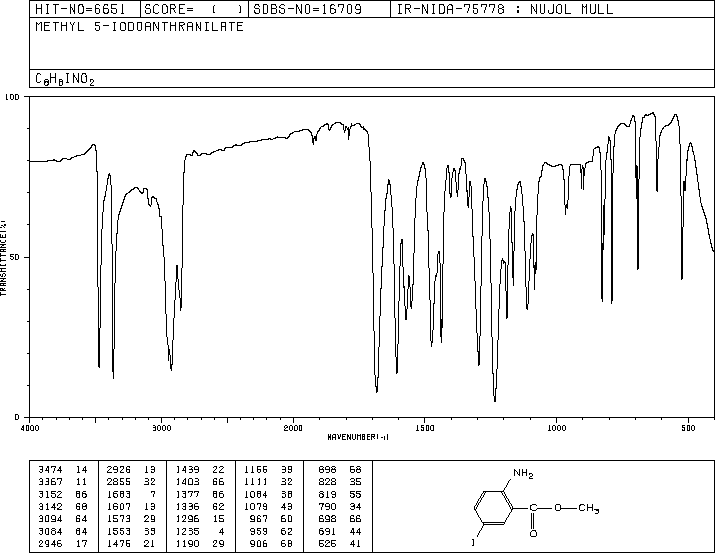 HIT-NO=6651 SCORE= ( ) SDBS-NO=16709 IR-NIDA-75778 : NUJOL MULL
METHYL 5-IODOANTHRANILATE
C8H8INO2
100
50
0
TRANSMITTANCE(%)
4000 3000 2000 1500 1000 500
WAVENUMBER(-1)
3474 14 2926 13 1439 22 1166 39 898 68
3367 11 2855 32 1403 66 1111 32 828 35
3152 66 1683 7 1377 66 1084 38 819 55
3142 68 1607 13 1336 62 1079 43 790 34
3094 64 1573 29 1296 15 967 60 698 66
3084 64 1553 33 1235 4 959 62 691 44
2946 17 1475 21 1190 29 906 68 525 41
NH2
O CH3
O
I